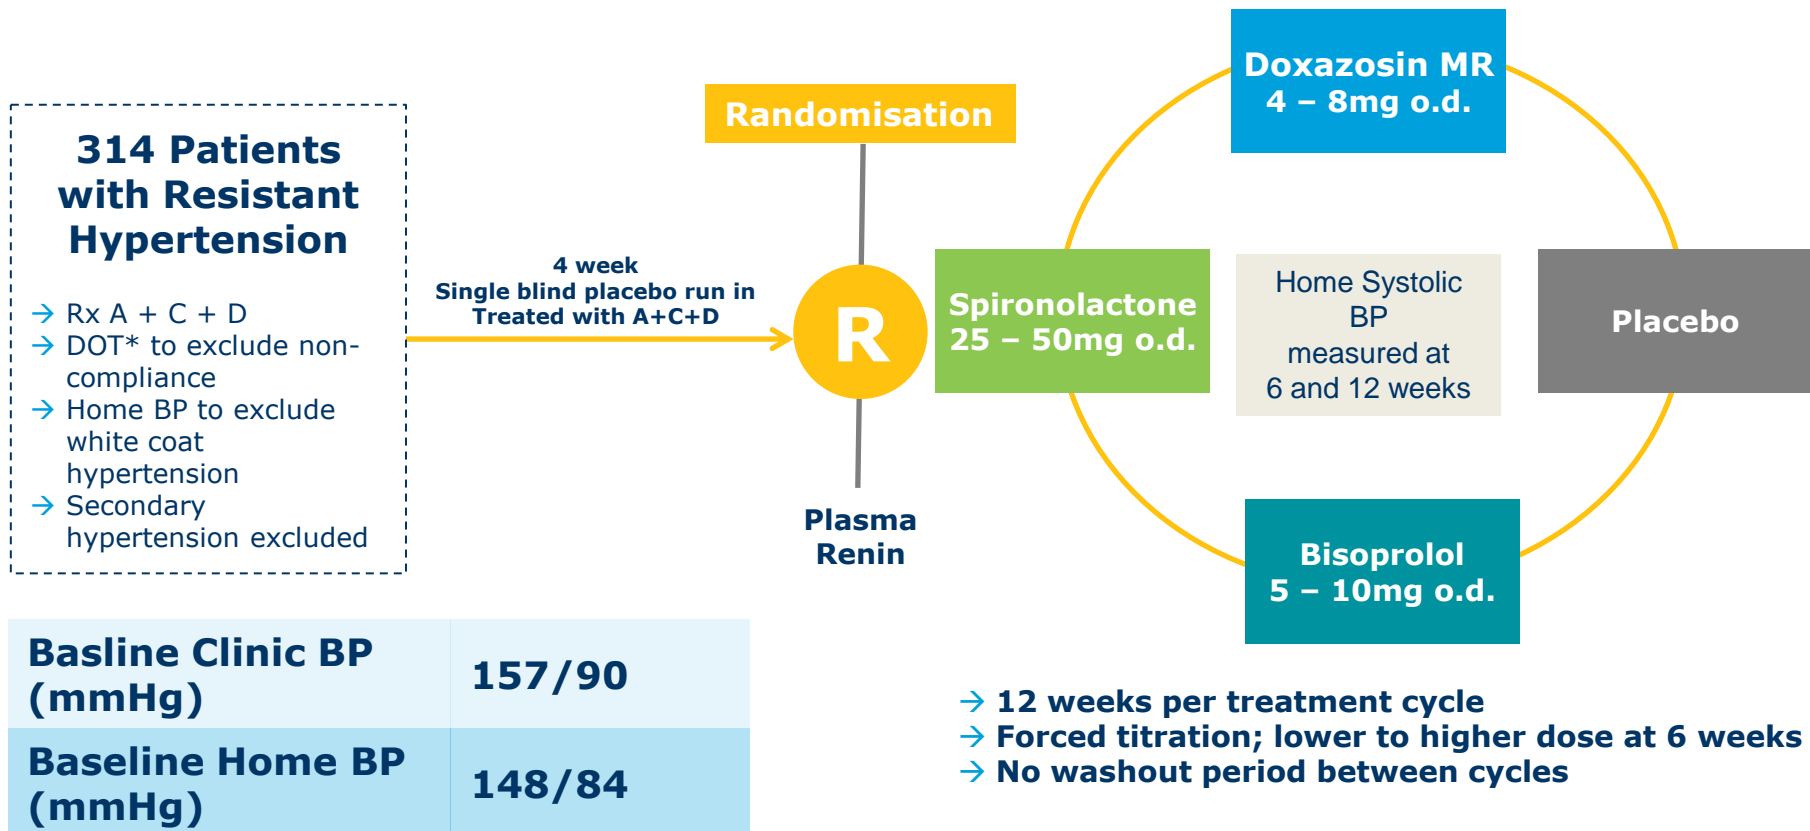 314 Patients
with Resistant
Hypertension
→ Rx A + C + D
→ DOT* to exclude non-
compliance
→ Home BP to exclude
white coat
hypertension
→ Secondary
hypertension excluded
4 week
Single blind placebo run in
Treated with A+C+D
Randomisation
R
Plasma
Renin
Doxazosin MR
4 – 8mg o.d.
Spironolactone
25 – 50mg o.d.
Home Systolic
BP
measured at
6 and 12 weeks
Placebo
Bisoprolol
5 – 10mg o.d.
Basline Clinic BP
(mmHg)
157/90
Baseline Home BP
(mmHg)
148/84
→ 12 weeks per treatment cycle
→ Forced titration; lower to higher dose at 6 weeks
→ No washout period between cycles